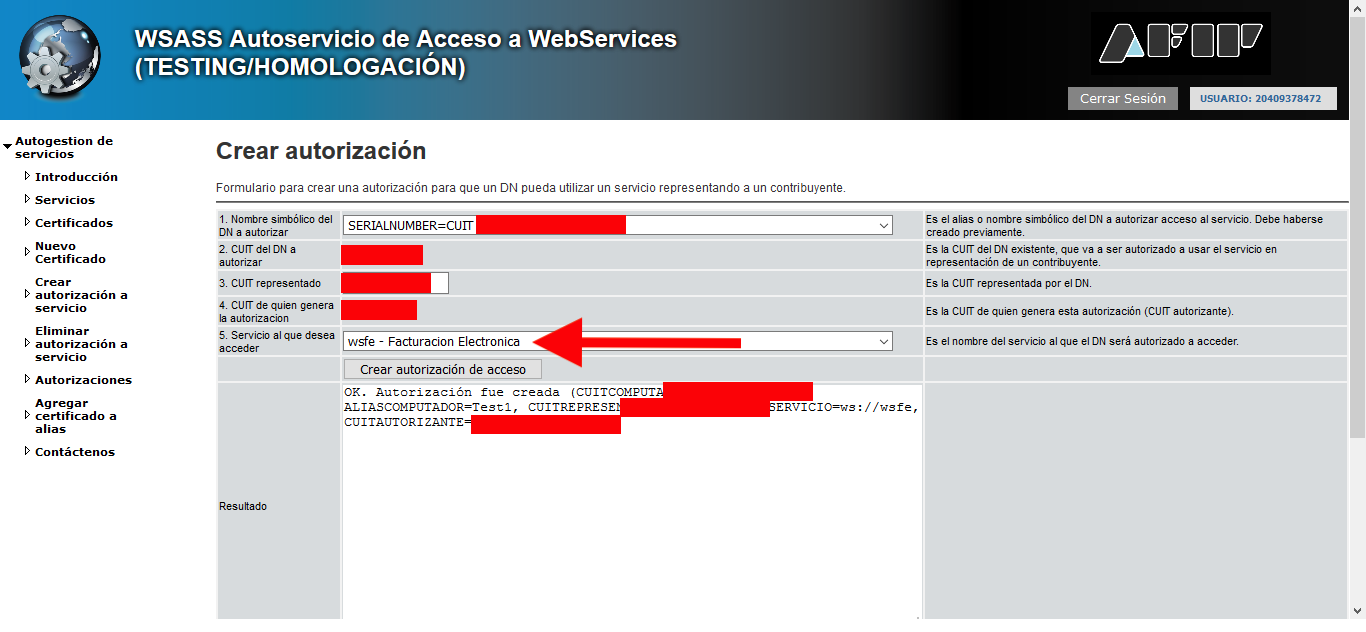 WSASS Autoservicio de Acceso a WebServices
(TESTING/HOMOLOGACIÓN)
AFIP
Cerrar Sesión
USUARIO: 20409378472
Autogestion de
servicios
Introducción
Servicios
Certificados
Nuevo
Certificado
Crear
autorización a
servicio
Eliminar
autorización a
servicio
Autorizaciones
Agregar
certificado a
alias
Contáctenos
Crear autorización
Formulario para crear una autorización para que un DN pueda utilizar un servicio representando a un contribuyente.
1. Nombre simbólico del
DN a autorizar
SERIALNUMBER=CUIT
Es el alias o nombre simbólico del DN a autorizar acceso al servicio. Debe haberse
creado previamente.
2. CUIT del DN a
autorizar
Es la CUIT del DN existente, que va a ser autorizado a usar el servicio en
representación de un contribuyente.
3. CUIT representado
Es la CUIT representada por el DN.
4. CUIT de quien genera
la autorizacion
Es la CUIT de quien genera esta autorización (CUIT autorizante).
5. Servicio al que desea
acceder
wsfe - Facturacion Electronica
Es el nombre del servicio al que el DN será autorizado a acceder.
Crear autorización de acceso
Resultado
OK. Autorización fue creada (CUITCOMPUTA
ALIASCOMPUTADOR=Test1, CUITREPRESEN SERVICIO=ws://wsfe,
CUITAUTORIZANTE=